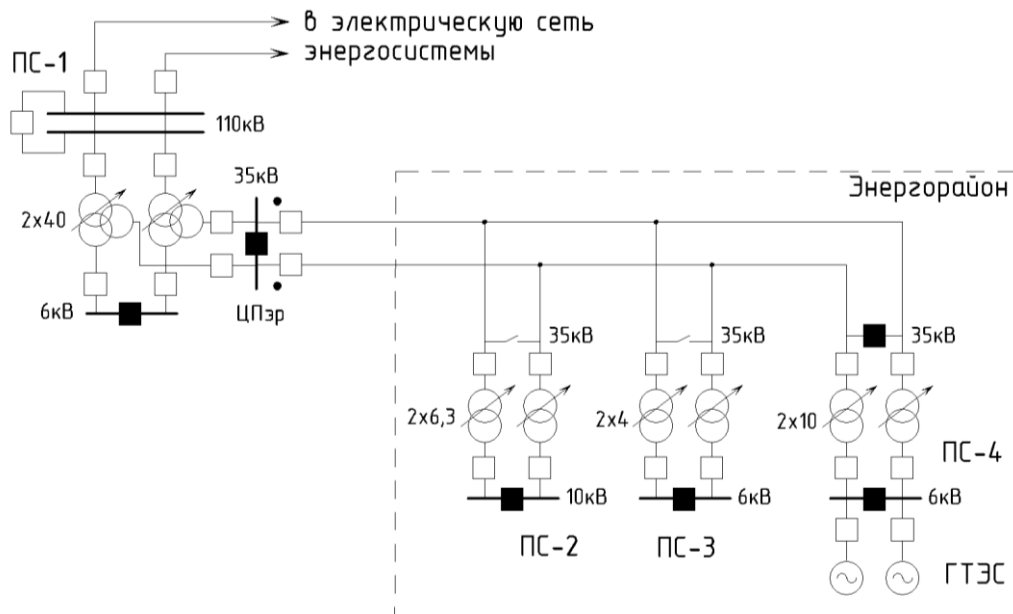 в электрическую сеть
энергосистемы
ПС-1
110кВ
35кВ
Энергорайон
2х40
6кВ
ЦПэр
35кВ
35кВ
35кВ
2х6,3
2х4
2х10
ПС-4
10кВ
6кВ
6кВ
ПС-2
ПС-3
ГТЭС